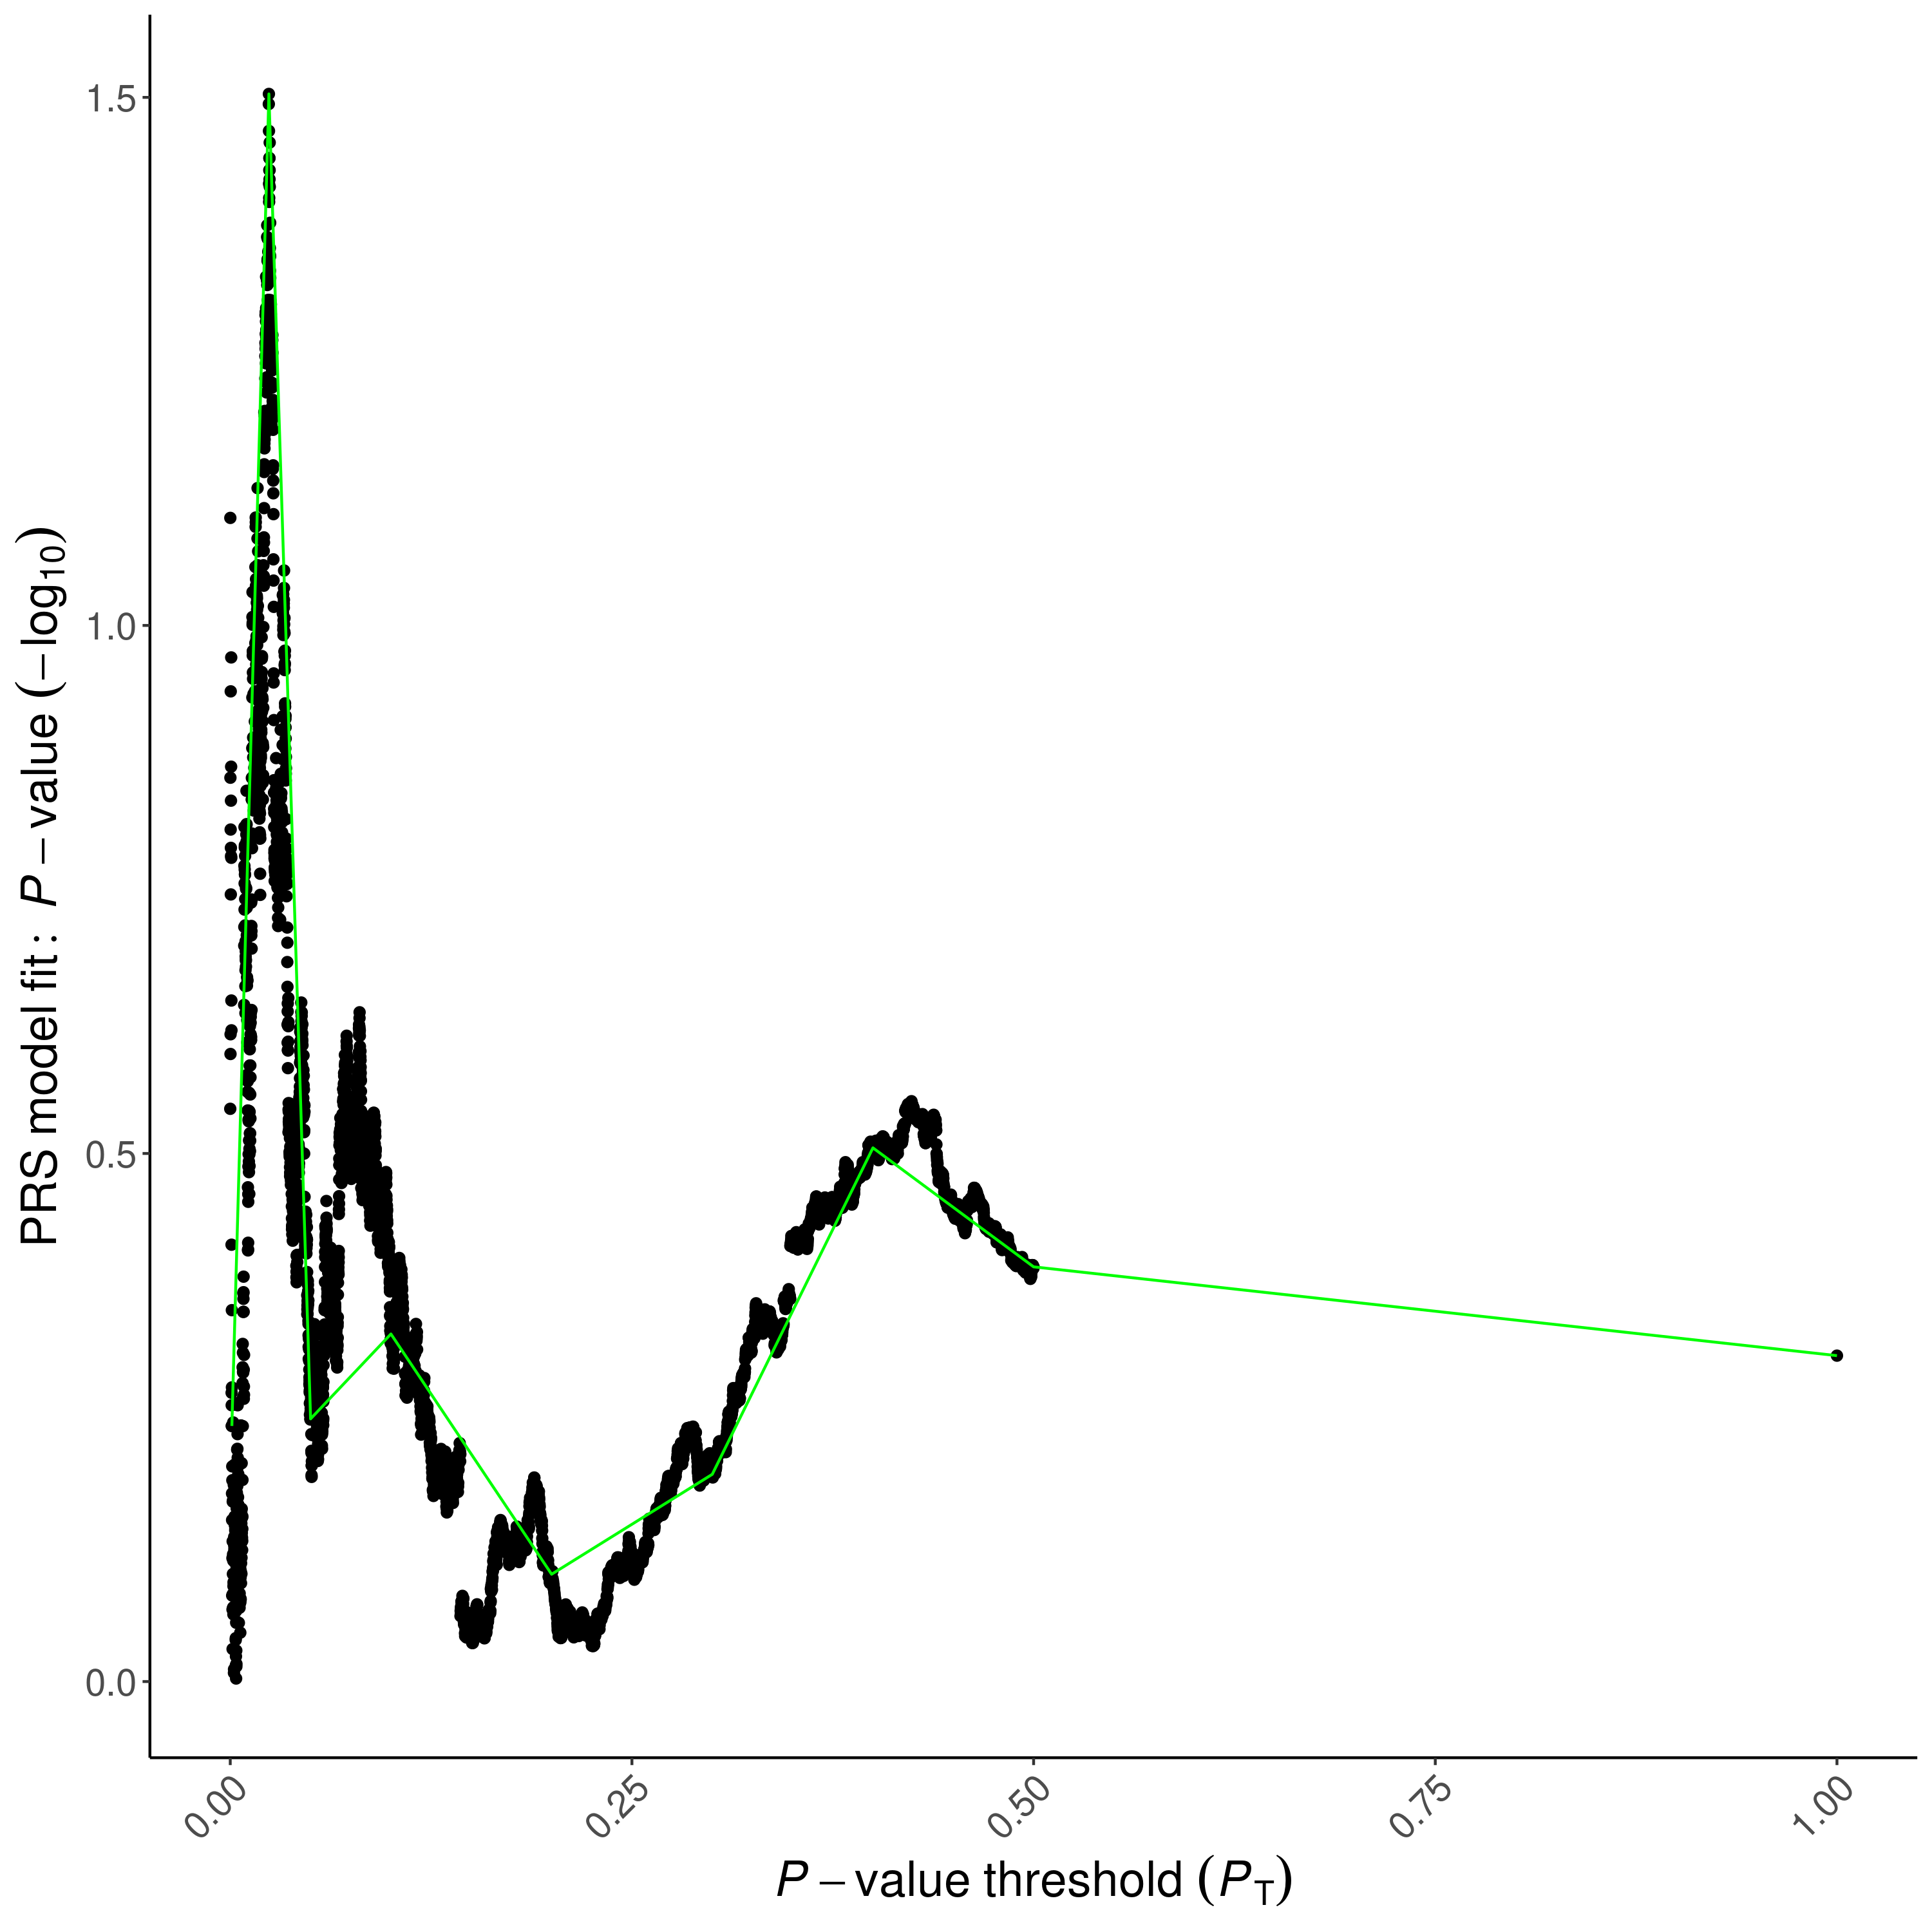 1.5
1.0
0.5
0.0
PRS model fit : P − value (−log10)
0.00 0.25 0.50 0.75 1.00
P − value threshold (PT)